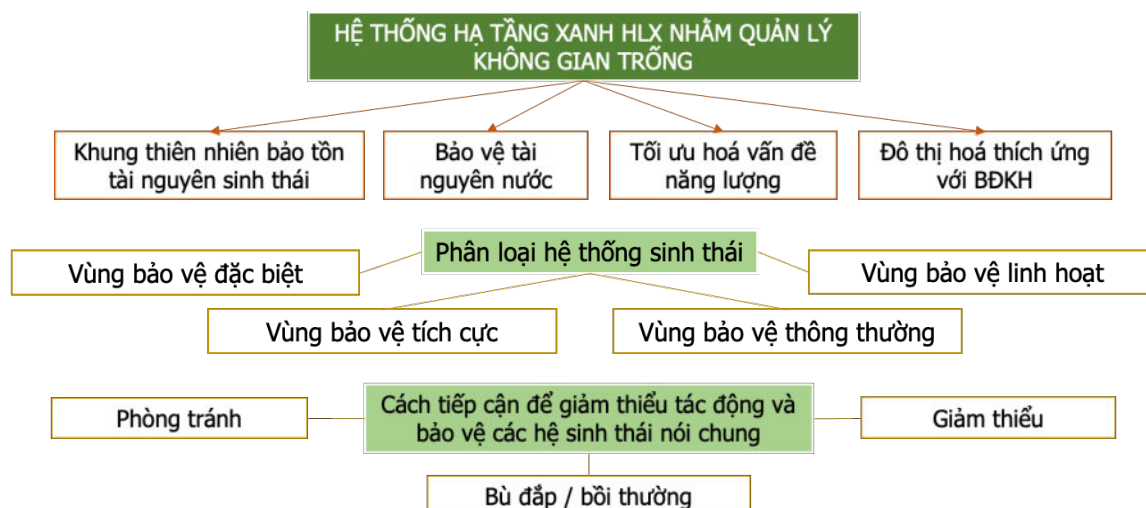 HỆ THỐNG HẠ TẦNG XANH HLX NHẰM QUẢN LÝ
KHÔNG GIAN TRỐNG
Khung thiên nhiên bảo tồn
tài nguyên sinh thái
Bảo vệ tài
nguyên nước
Tối ưu hoá vấn đề
năng lượng
Đô thị hoá thích ứng
với BĐKH
Phân loại hệ thống sinh thái
Vùng bảo vệ đặc biệt
Vùng bảo vệ linh hoạt
Vùng bảo vệ tích cực
Vùng bảo vệ thông thường
Cách tiếp cận để giảm thiểu tác động và
bảo vệ các hệ sinh thái nói chung
Phòng tránh
Giảm thiểu
Bù đắp / bồi thường